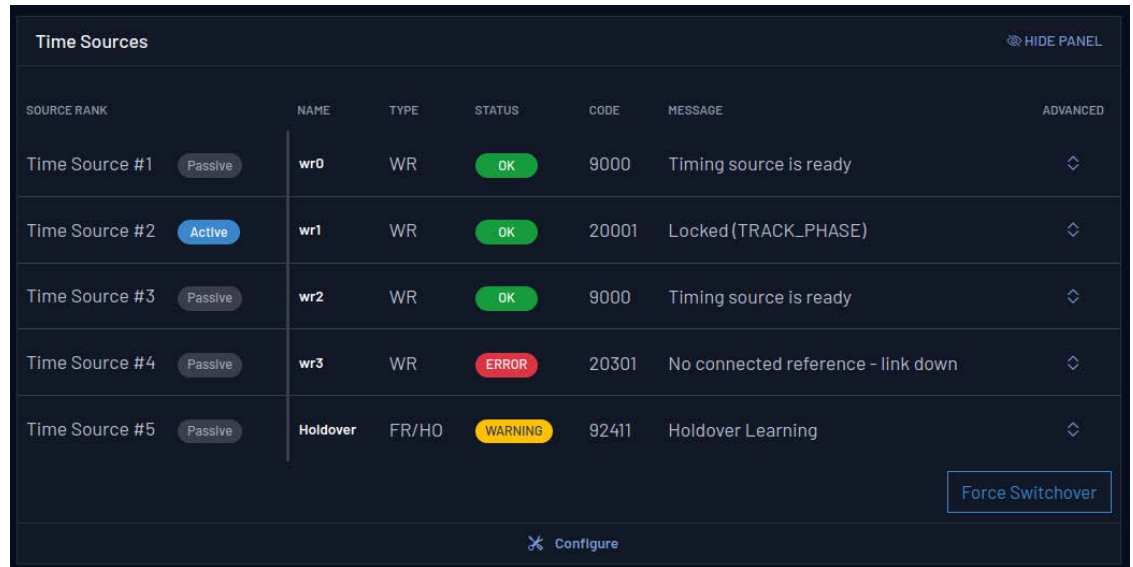 Time Sources HIDE PANEL
SOURCE RANK NAME TYPE STATUS CODE MESSAGE ADVANCED
Time Source #1 Passive wr0 WR OK 9000 Timing source is ready
Time Source #2 Active wr1 WR OK 20001 Locked (TRACK_PHASE)
Time Source #3 Passive wr2 WR OK 9000 Timing source is ready
Time Source #4 Passive wr3 WR ERROR 20301 No connected reference - link down
Time Source #5 Passive Holdover FR/HO WARNING 92411 Holdover Learning
Force Switchover
Configure